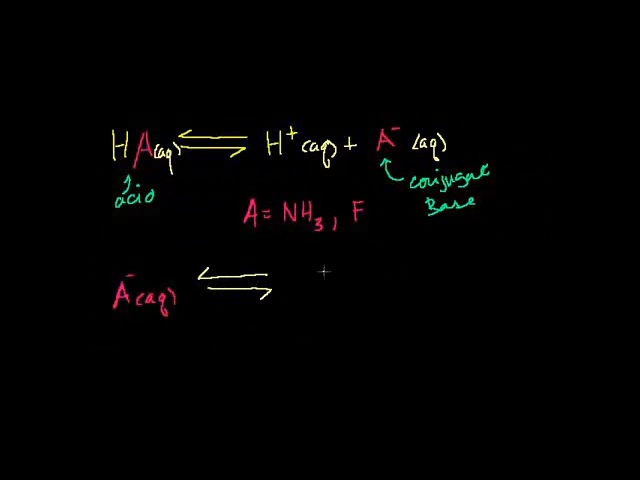 HA(aq) ⇌ H⁺(aq) + A⁻(aq)
acid
conjugate
Base
A = NH₃, F
A⁻(aq) ⇌